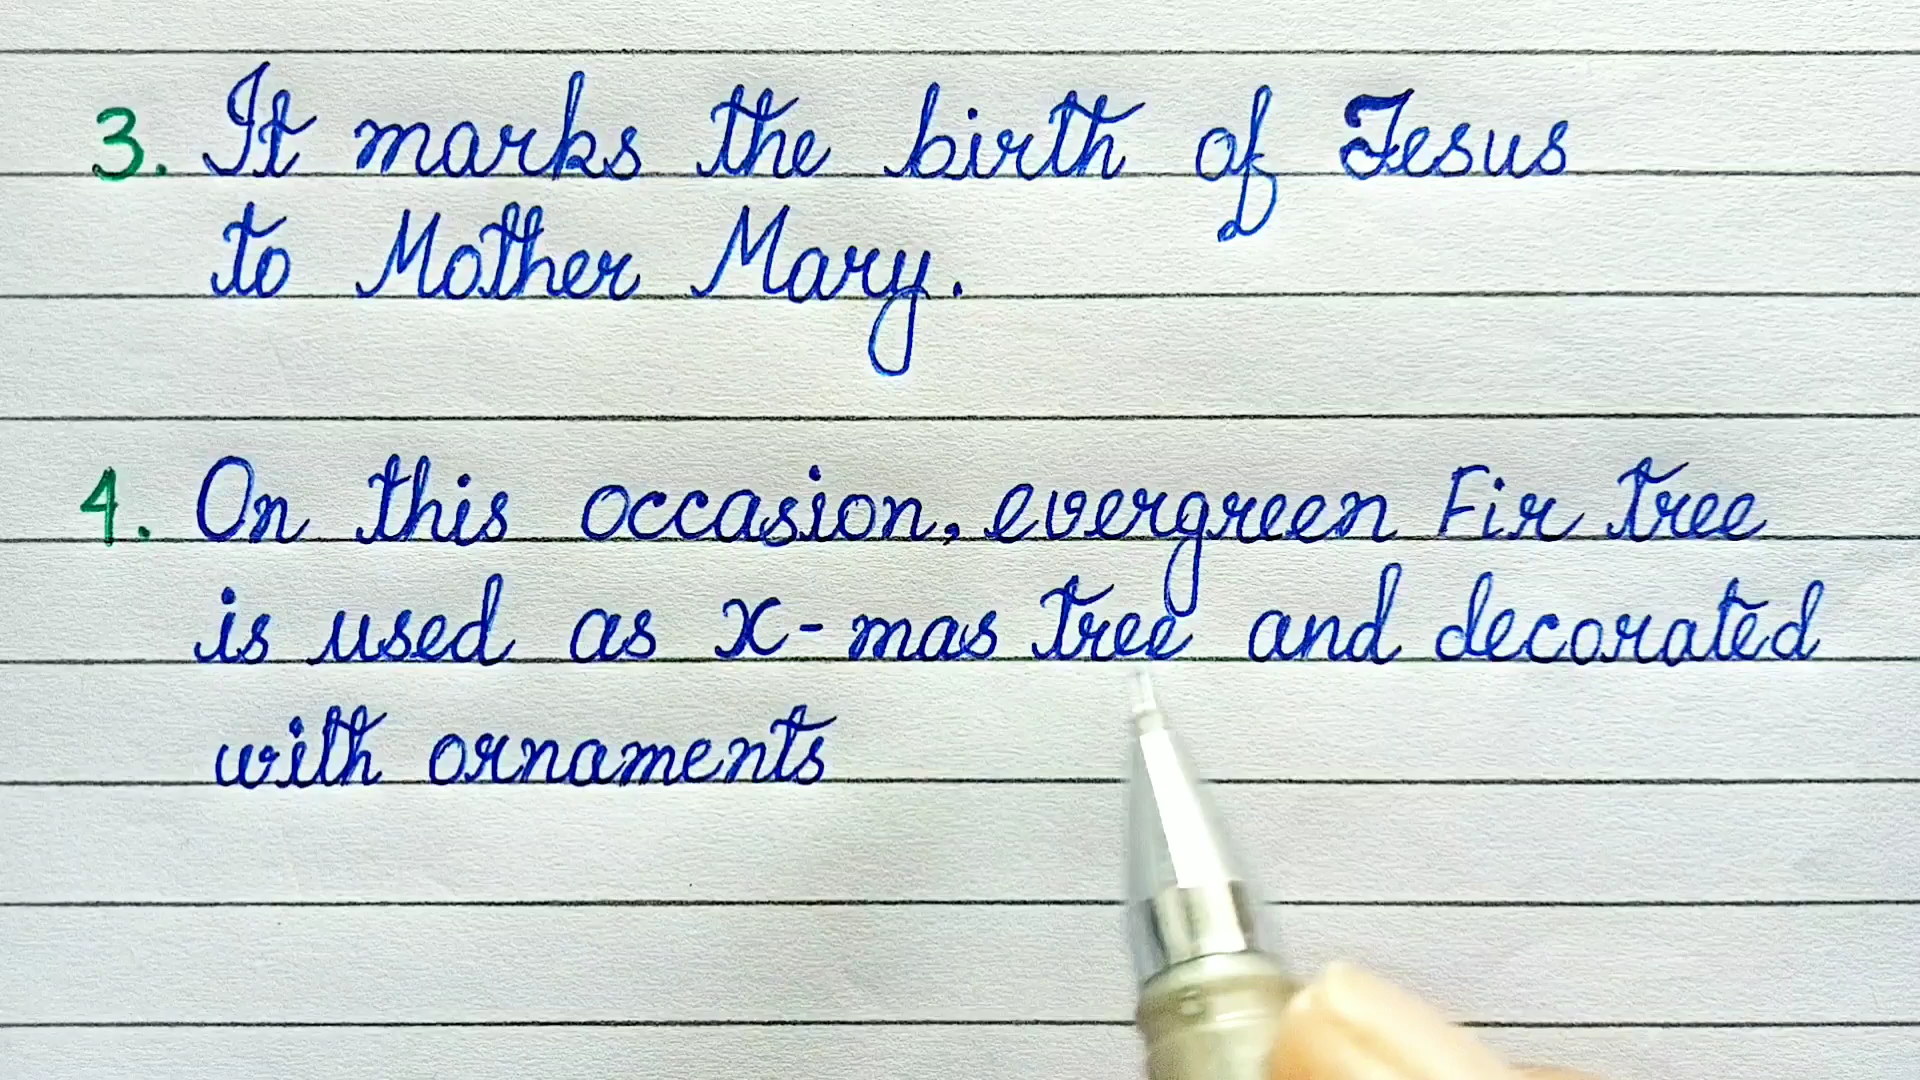 3. It marks the birth of Jesus
to Mother Mary.
4. On this occasion, evergreen Fir tree
is used as X-mas tree and decorated
with ornaments